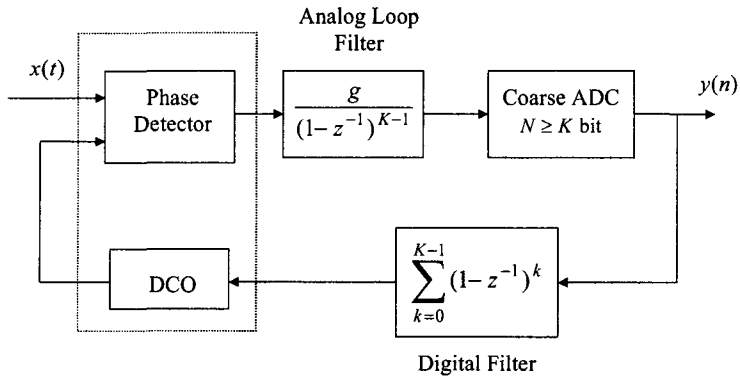 Analog Loop
Filter
x(t)
Phase
Detector
g
(1- z⁻¹)ᴷ⁻¹
Coarse ADC
N ≥ K bit
y(n)
DCO
K-1
∑ (1- z⁻¹)ᵏ
k=0
Digital Filter